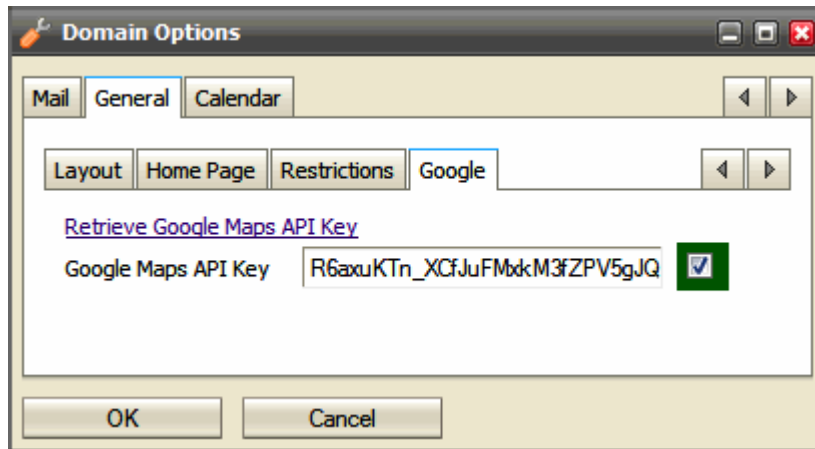 Domain Options
Mail General Calendar
Layout Home Page Restrictions Google
Retrieve Google Maps API Key
Google Maps API Key R6axuKTn_XCfJuFMxkM3fZPV5gJQ
OK Cancel